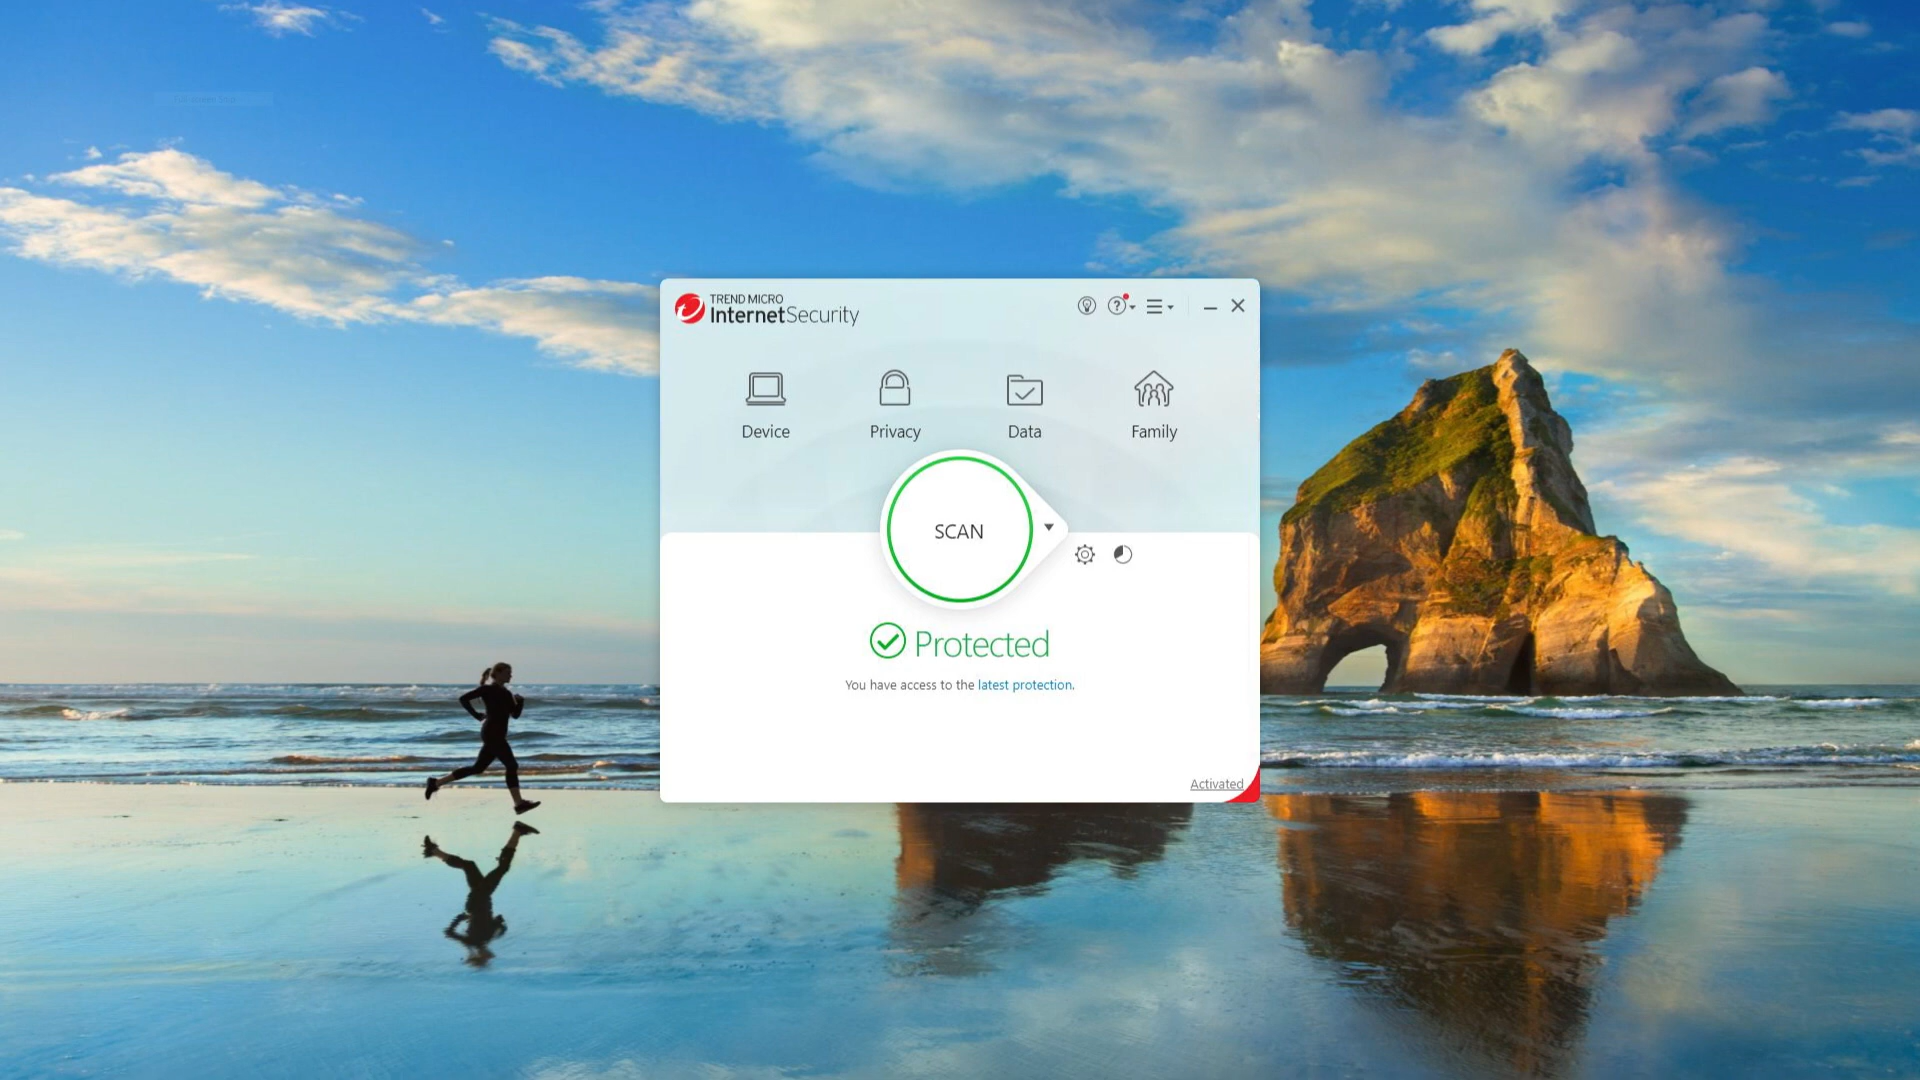 TREND MICRO
InternetSecurity
Device
Privacy
Data
Family
SCAN
Protected
You have access to the latest protection.
Activated